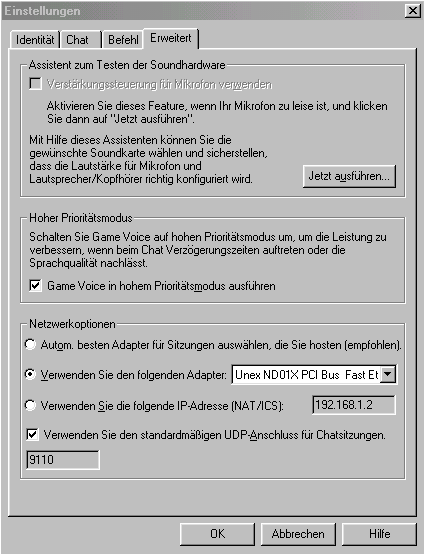 Einstellungen
Identität Chat Befehl Erweitert
Assistent zum Testen der Soundhardware
Verstärkungssteuerung für Mikrofon verwenden
Aktivieren Sie dieses Feature, wenn Ihr Mikrofon zu leise ist, und klicken
Sie dann auf "Jetzt ausführen".
Mit Hilfe dieses Assistenten können Sie die
gewünschte Soundkarte wählen und sicherstellen,
dass die Lautstärke für Mikrofon und
Lautsprecher/Kopfhörer richtig konfiguriert wird.
Jetzt ausführen...
Hoher Prioritätsmodus
Schalten Sie Game Voice auf hohen Prioritätsmodus um, um die Leistung zu
verbessern, wenn beim Chat Verzögerungszeiten auftreten oder die
Sprachqualität nachlässt.
Game Voice in hohem Prioritätsmodus ausführen
Netzwerkoptionen
Autom. besten Adapter für Sitzungen auswählen, die Sie hosten (empfohlen).
Verwenden Sie den folgenden Adapter: Unex ND01X PCI Bus Fast Et
Verwenden Sie die folgende IP-Adresse (NAT/ICS): 192.168.1.2
Verwenden Sie den standardmäßigen UDP-Anschluss für Chatsitzungen.
9110
OK Abbrechen Hilfe